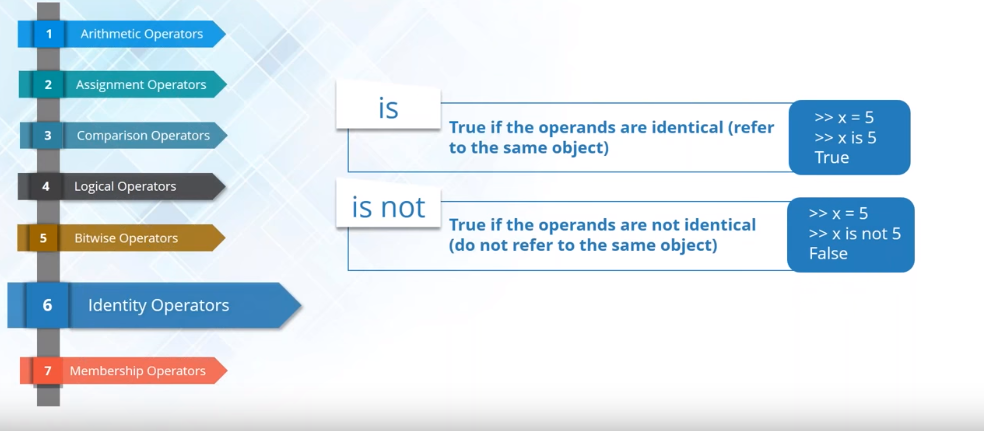 1 Arithmetic Operators
2 Assignment Operators
3 Comparison Operators
4 Logical Operators
5 Bitwise Operators
6 Identity Operators
7 Membership Operators
is
True if the operands are identical (refer
to the same object)
>> x = 5
>> x is 5
True
is not
True if the operands are not identical
(do not refer to the same object)
>> x = 5
>> x is not 5
False